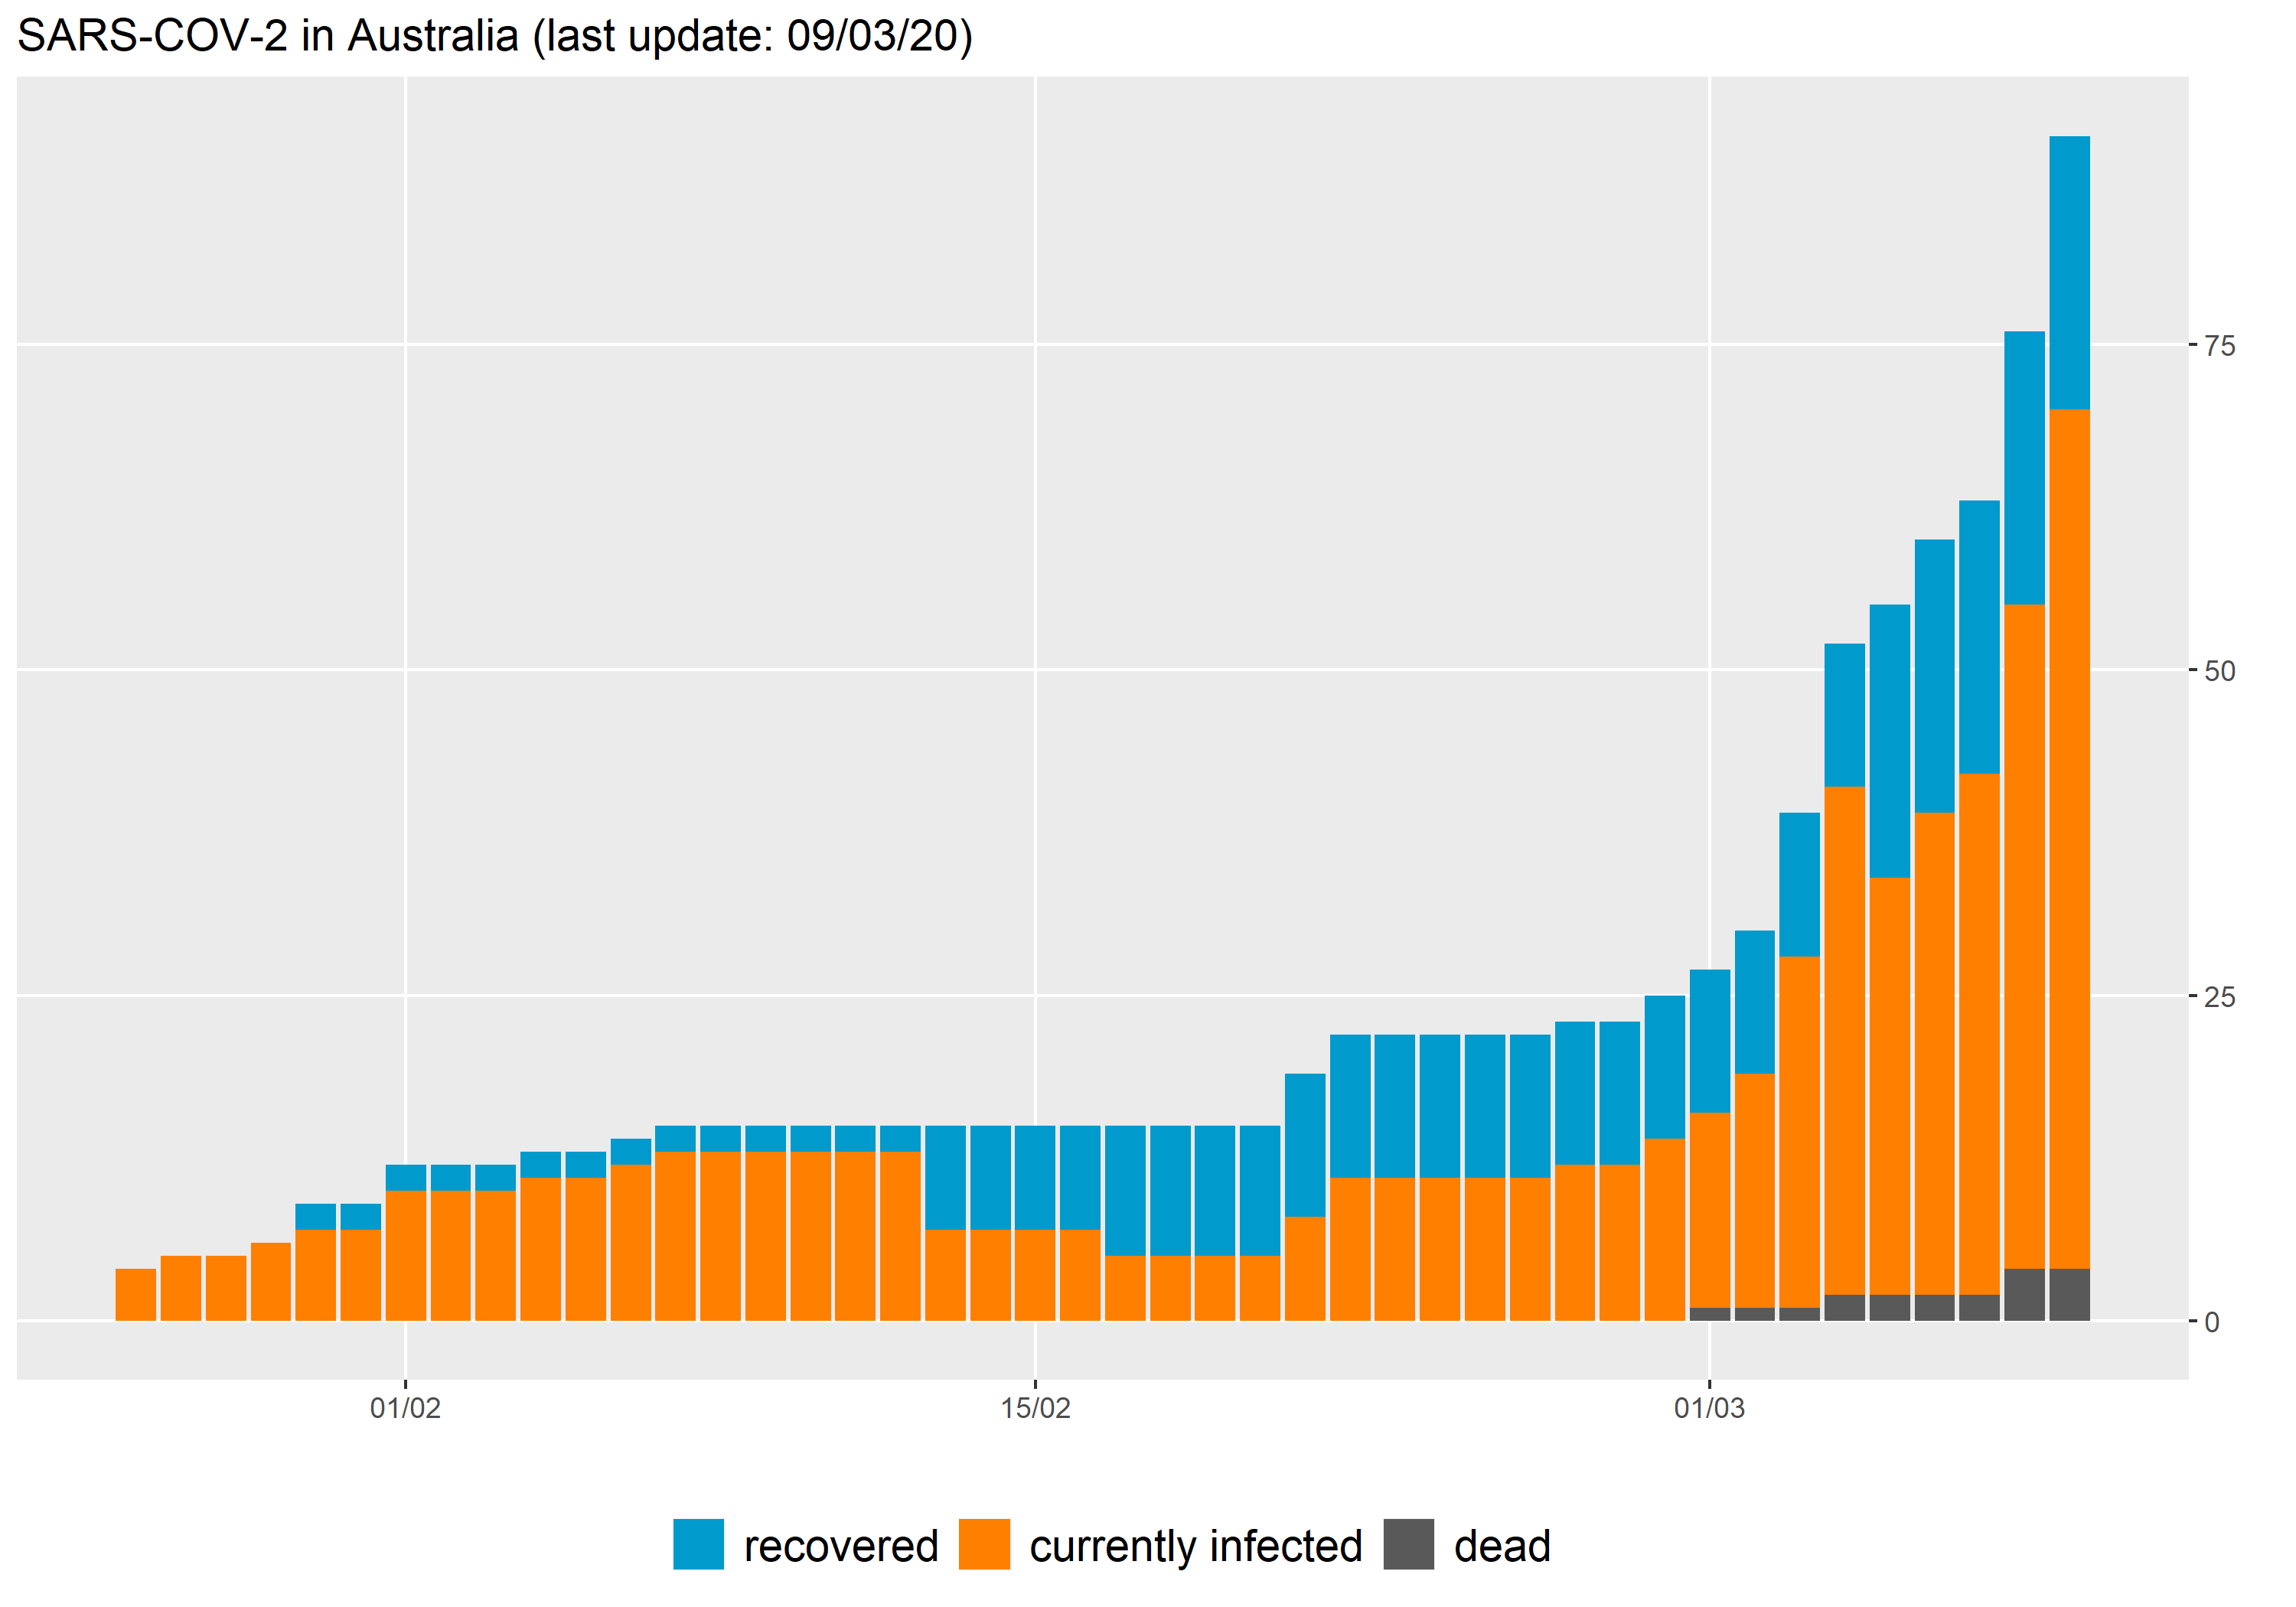 SARS-COV-2 in Australia (last update: 09/03/20)
75
50
25
0
01/02 15/02 01/03
recovered currently infected dead